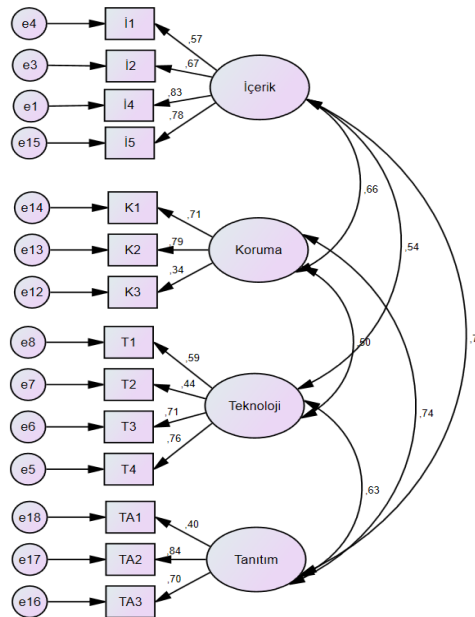 e4 İ1 ,57
e3 İ2 ,67
İçerik
e1 İ4 ,83
e15 İ5 ,78
,66
e14 K1 ,71
e13 K2 ,79
Koruma
,54
e12 K3 ,34
e8 T1 ,59
e7 T2 ,44
Teknoloji
e6 T3 ,71
,74
e5 T4 ,76
,63
e18 TA1 ,40
e17 TA2 ,84
Tanıtım
e16 TA3 ,70